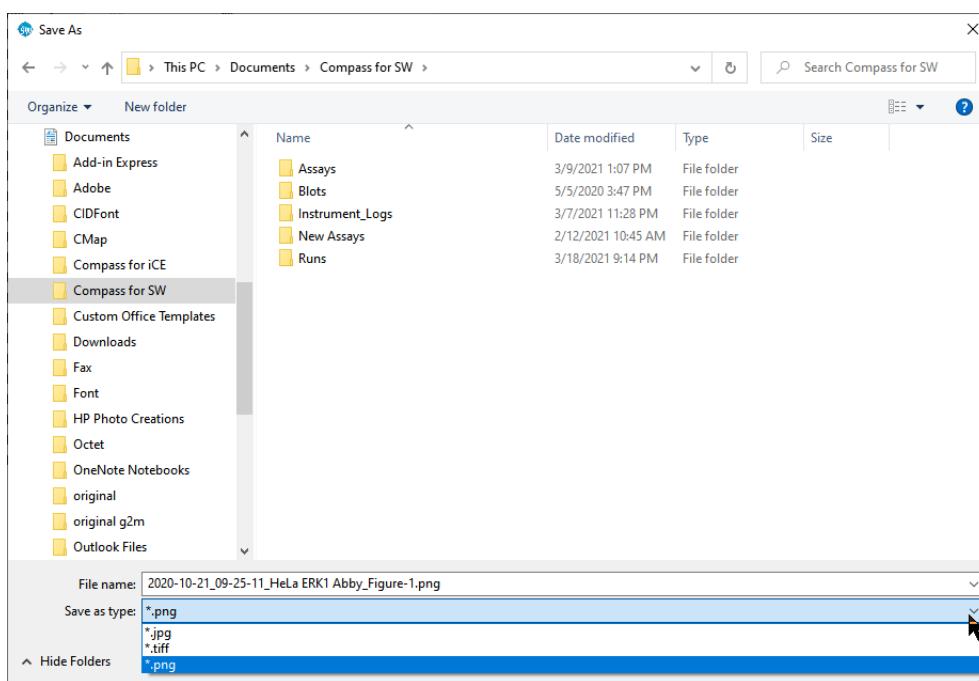 Save As
This PC > Documents > Compass for SW >
Search Compass for SW
Organize
New folder
?
Name Date modified Type Size
Documents
Add-in Express
Adobe
CIDFont
CMap
Compass for iCE
Compass for SW
Custom Office Templates
Downloads
Fax
Font
HP Photo Creations
Octet
OneNote Notebooks
original
original g2m
Outlook Files
Assays 3/9/2021 1:07 PM File folder
Blots 5/5/2020 3:47 PM File folder
Instrument_Logs 3/7/2021 11:28 PM File folder
New Assays 2/12/2021 10:45 AM File folder
Runs 3/18/2021 9:14 PM File folder
File name: 2020-10-21_09-25-11_HeLa ERK1 Abby_Figure-1.png
Save as type: *.png
*.jpg
*.tiff
*.png
Hide Folders